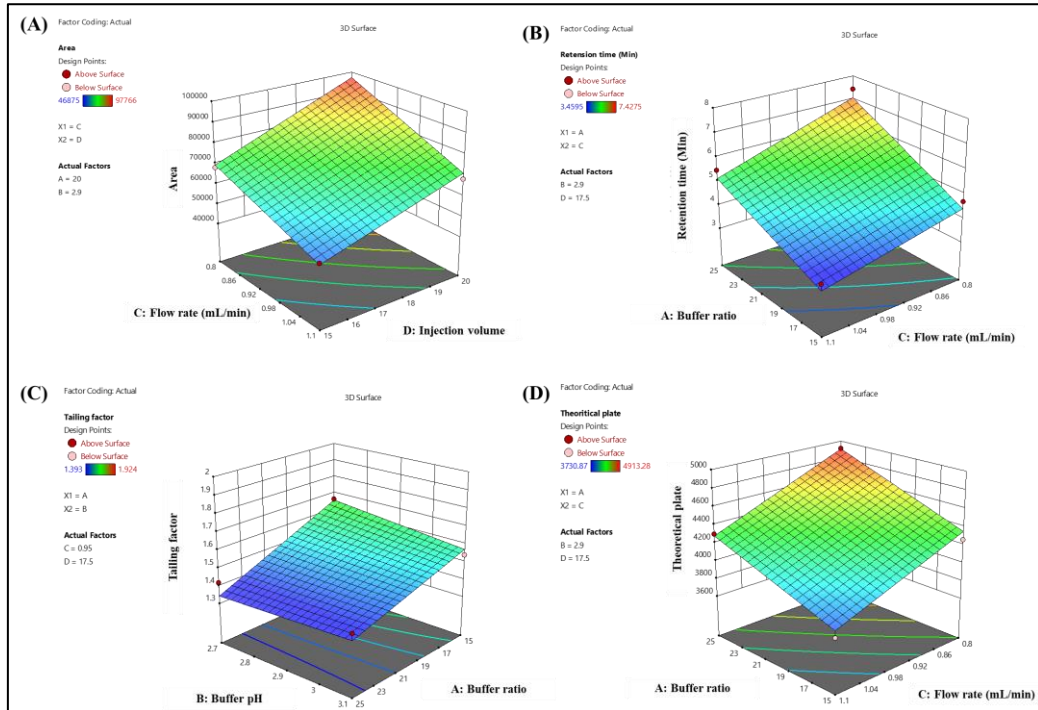 (A)
Factor Coding: Actual
3D Surface
Area
Design Points:
Above Surface
Below Surface
46875 97766
X1 = C
X2 = D
Actual Factors
A = 20
B = 2.9
Area
100000
90000
80000
70000
60000
50000
40000
0.8
0.86
0.92
0.98
1.04
1.1
15
16
17
18
19
20
C: Flow rate (mL/min)
D: Injection volume
(B)
Factor Coding: Actual
3D Surface
Retension time (Min)
Design Points:
Above Surface
Below Surface
3.4595 7.4275
X1 = A
X2 = C
Actual Factors
B = 2.9
D = 17.5
Retention time (Min)
8
7
6
5
4
3
25
23
21
19
17
15
1.1
1.04
0.98
0.92
0.86
0.8
A: Buffer ratio
C: Flow rate (mL/min)
(C)
Factor Coding: Actual
3D Surface
Tailing factor
Design Points:
Above Surface
Below Surface
1.393 1.924
X1 = A
X2 = B
Actual Factors
C = 0.95
D = 17.5
Tailing factor
2
1.9
1.8
1.7
1.6
1.5
1.4
1.3
2.7
2.8
2.9
3
3.1
25
23
21
19
17
15
B: Buffer pH
A: Buffer ratio
(D)
Factor Coding: Actual
3D Surface
Theoritical plate
Design Points:
Above Surface
Below Surface
3730.87 4913.28
X1 = A
X2 = C
Actual Factors
B = 2.9
D = 17.5
Theoretical plate
5000
4800
4600
4400
4200
4000
3800
3600
25
23
21
19
17
15
1.1
1.04
0.98
0.92
0.86
0.8
A: Buffer ratio
C: Flow rate (mL/min)